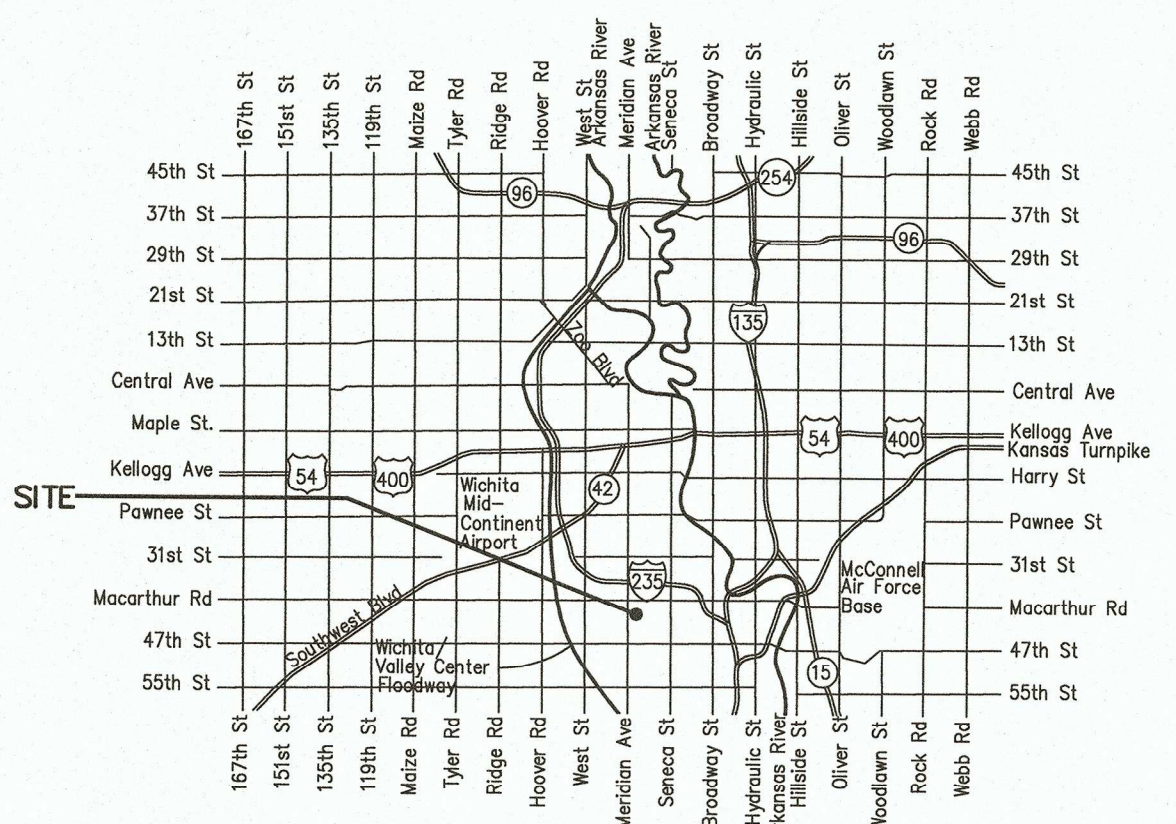 167th St
151st St
135th St
119th St
Maize Rd
Tyler Rd
Ridge Rd
Hoover Rd
West St
Arkansas River
Meridian Ave
Arkansas River
Seneca St
Broadway St
Hydraulic St
Hillside St
Oliver St
Woodlawn St
Rock Rd
Webb Rd
45th St
254
45th St
96
37th St
37th St
96
29th St
29th St
21st St
21st St
135
13th St
Zoo Blvd
13th St
Central Ave
Central Ave
Maple St.
54
400
Kellogg Ave
Kansas Turnpike
Kellogg Ave
54
400
Harry St
SITE
Wichita
Mid-
Continent
Airport
42
Pawnee St
Pawnee St
31st St
31st St
235
McConnell
Air Force
Base
Macarthur Rd
Macarthur Rd
Southwest Blvd
47th St
47th St
Wichita/
Valley Center
Floodway
15
55th St
55th St
167th St
151st St
135th St
119th St
Maize Rd
Tyler Rd
Ridge Rd
Hoover Rd
West St
Meridian Ave
Seneca St
Broadway St
Hydraulic St
rkansas River
Hillside St
Oliver St
Woodlawn St
Rock Rd
Webb Rd